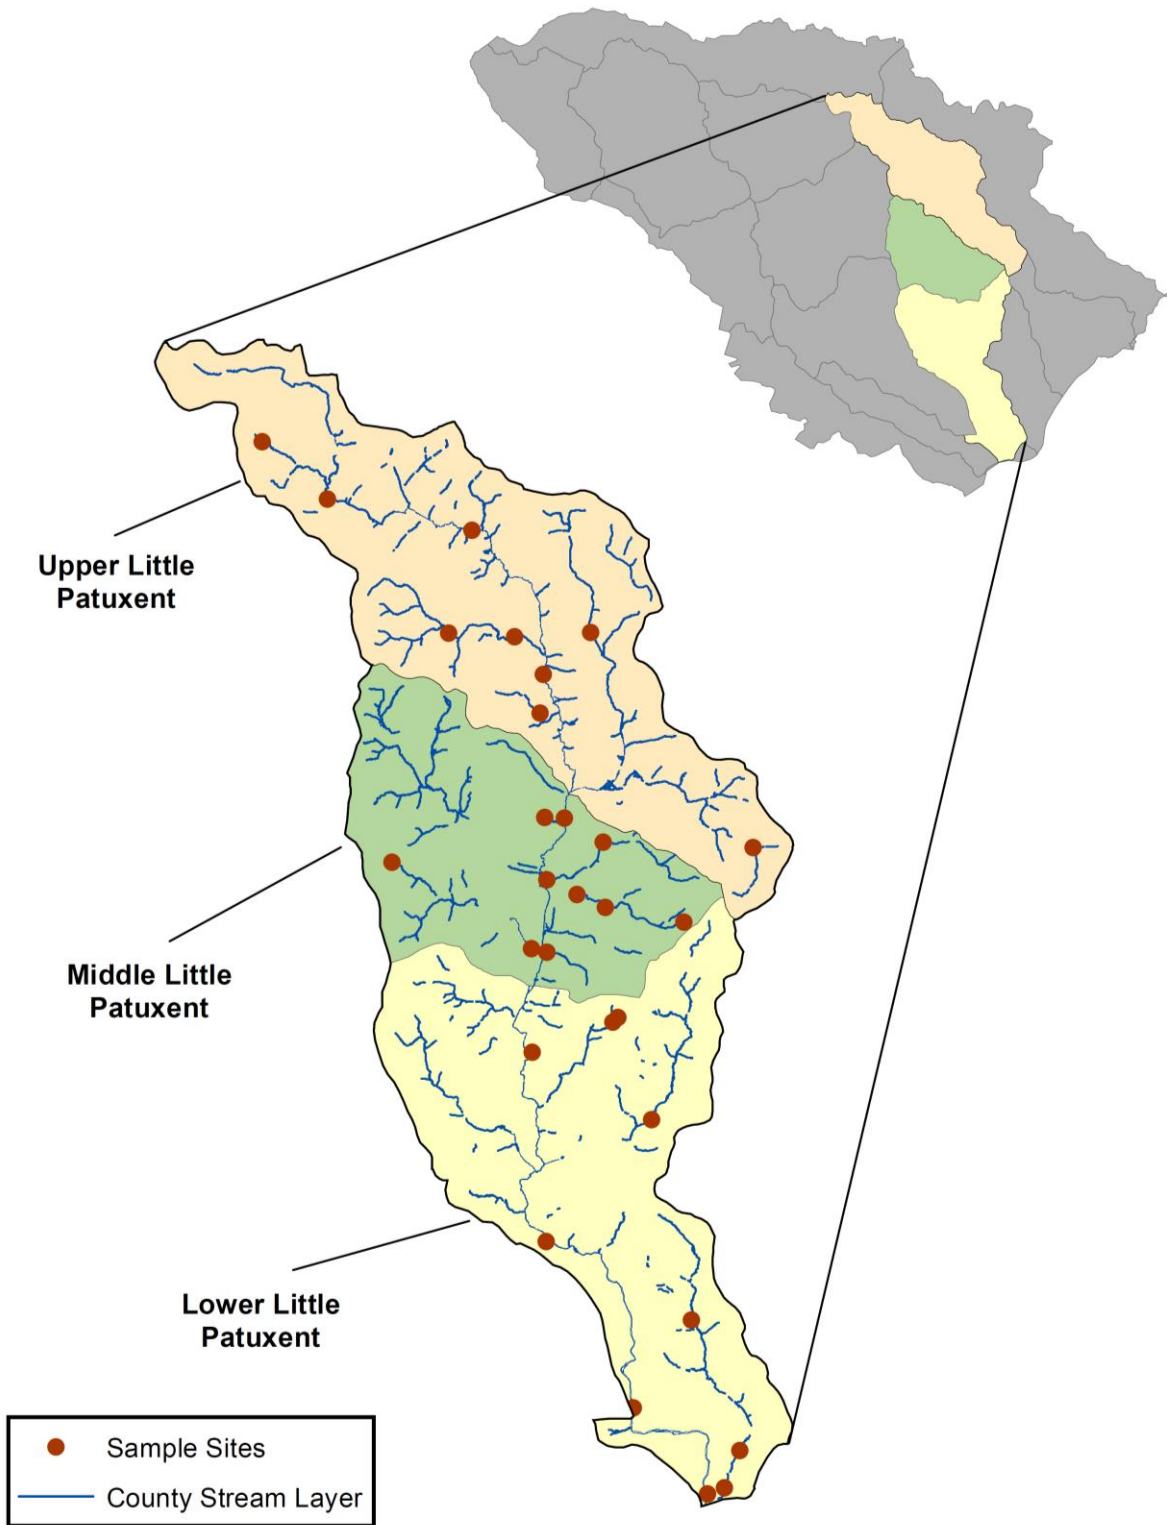 Upper Little
Patuxent
Middle Little
Patuxent
Lower Little
Patuxent
Sample Sites
County Stream Layer